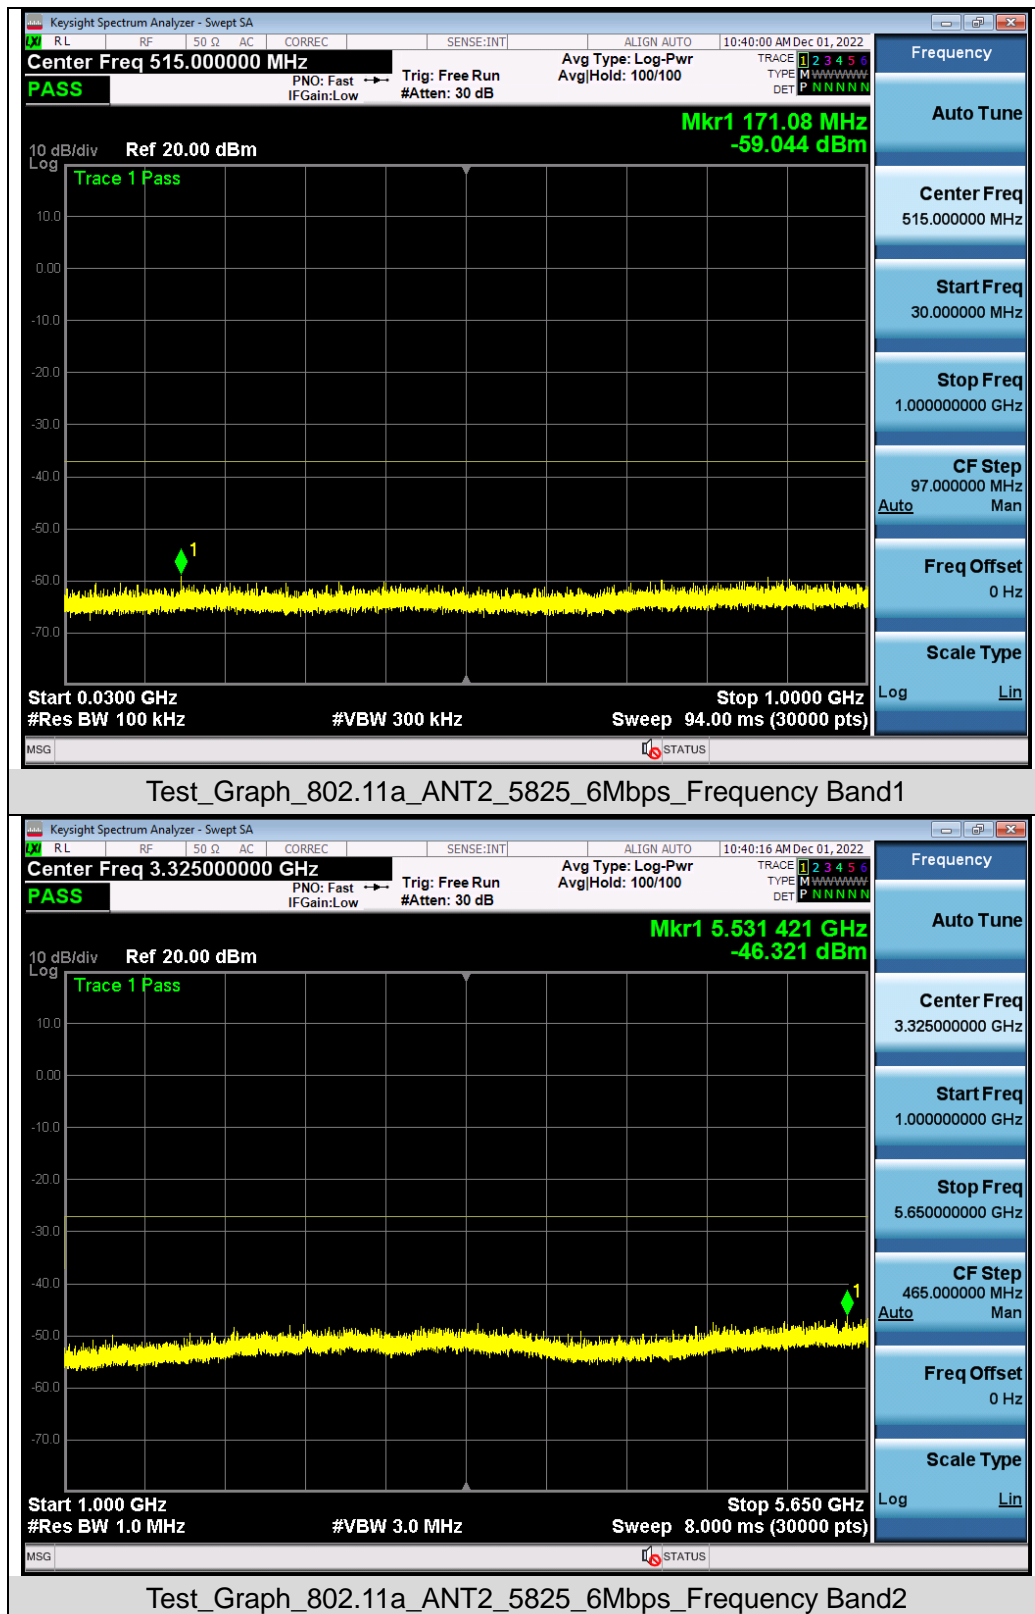 Keysight Spectrum Analyzer - Swept SA
LXI RL RF 50 Ω AC CORREC SENSE:INT ALIGN AUTO 10:40:00 AM Dec 01, 2022
Center Freq 515.000000 MHz
PASS
PNO: Fast
IFGain:Low
Trig: Free Run
#Atten: 30 dB
Avg Type: Log-Pwr
Avg|Hold: 100/100
TRACE 1 2 3 4 5 6
TYPE M WWWWW
DET P N N N N N
Mkr1 171.08 MHz
-59.044 dBm
10 dB/div Ref 20.00 dBm
Log
Trace 1 Pass
10.0
0.00
-10.0
-20.0
-30.0
-40.0
-50.0
-60.0
-70.0
1
Start 0.0300 GHz Stop 1.0000 GHz
#Res BW 100 kHz #VBW 300 kHz Sweep 94.00 ms (30000 pts)
MSG STATUS
Frequency
Auto Tune
Center Freq
515.000000 MHz
Start Freq
30.000000 MHz
Stop Freq
1.000000000 GHz
CF Step
97.000000 MHz
Auto Man
Freq Offset
0 Hz
Scale Type
Log Lin
Test_Graph_802.11a_ANT2_5825_6Mbps_Frequency Band1
Keysight Spectrum Analyzer - Swept SA
LXI RL RF 50 Ω AC CORREC SENSE:INT ALIGN AUTO 10:40:16 AM Dec 01, 2022
Center Freq 3.325000000 GHz
PASS
PNO: Fast
IFGain:Low
Trig: Free Run
#Atten: 30 dB
Avg Type: Log-Pwr
Avg|Hold: 100/100
TRACE 1 2 3 4 5 6
TYPE M WWWWW
DET P N N N N N
Mkr1 5.531 421 GHz
-46.321 dBm
10 dB/div Ref 20.00 dBm
Log
Trace 1 Pass
10.0
0.00
-10.0
-20.0
-30.0
-40.0
-50.0
-60.0
-70.0
1
Start 1.000 GHz Stop 5.650 GHz
#Res BW 1.0 MHz #VBW 3.0 MHz Sweep 8.000 ms (30000 pts)
MSG STATUS
Frequency
Auto Tune
Center Freq
3.325000000 GHz
Start Freq
1.000000000 GHz
Stop Freq
5.650000000 GHz
CF Step
465.000000 MHz
Auto Man
Freq Offset
0 Hz
Scale Type
Log Lin
Test_Graph_802.11a_ANT2_5825_6Mbps_Frequency Band2